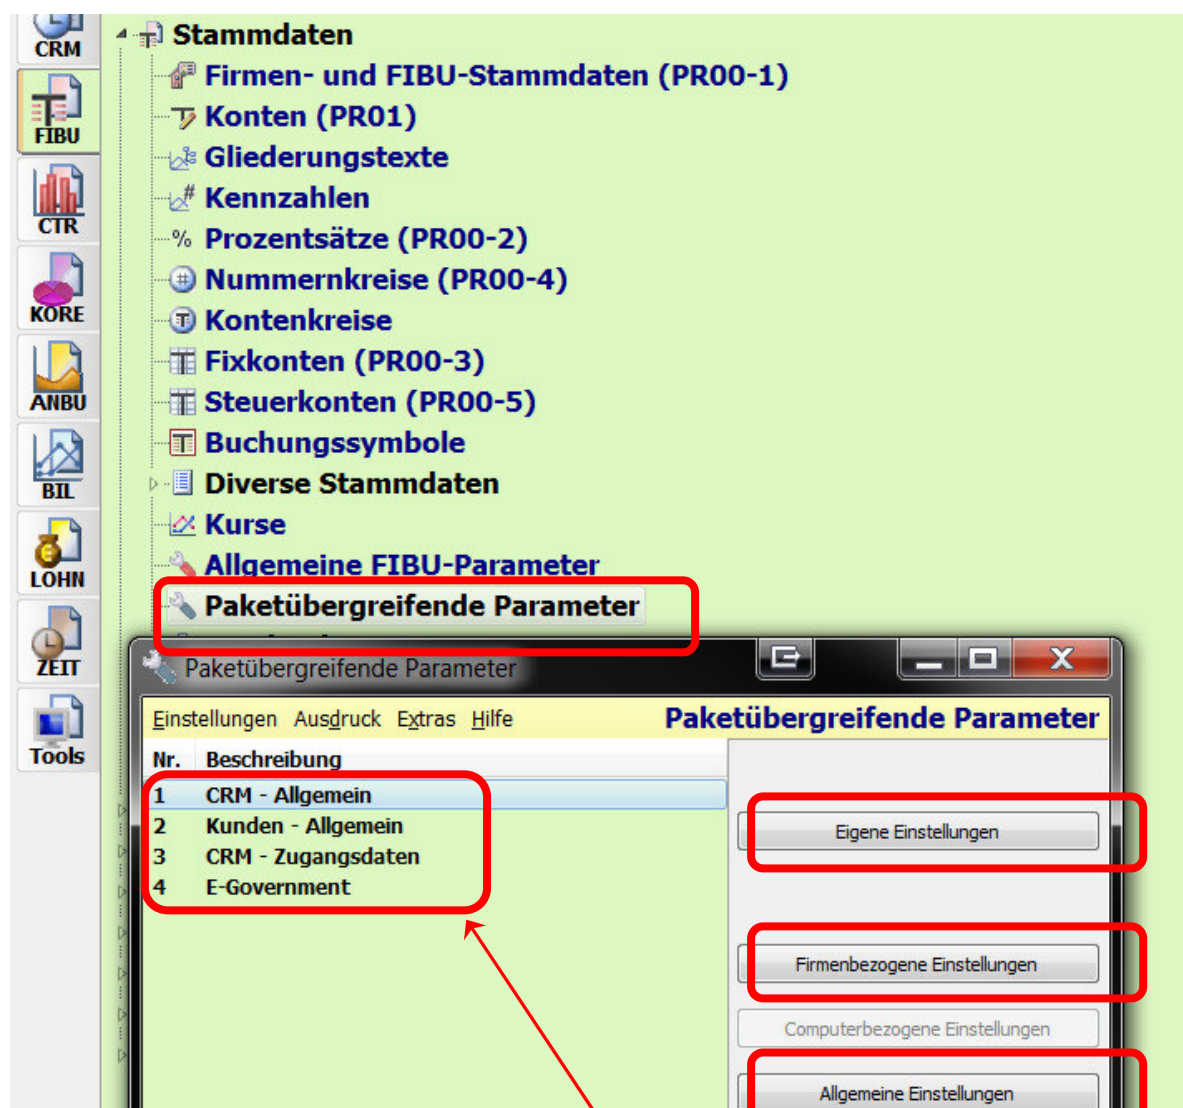 CRM
FIBU
CTR
KORE
ANBU
BIL
LOHN
ZEIT
Tools
Stammdaten
Firmen- und FIBU-Stammdaten (PR00-1)
Konten (PR01)
Gliederungstexte
Kennzahlen
Prozentsätze (PR00-2)
Nummernkreise (PR00-4)
Kontenkreise
Fixkonten (PR00-3)
Steuerkonten (PR00-5)
Buchungssymbole
Diverse Stammdaten
Kurse
Allgemeine FIBU-Parameter
Paketübergreifende Parameter
Paketübergreifende Parameter
Einstellungen Ausdruck Extras Hilfe Paketübergreifende Parameter
Nr. Beschreibung
1 CRM - Allgemein
2 Kunden - Allgemein
3 CRM - Zugangsdaten
4 E-Government
Eigene Einstellungen
Firmenbezogene Einstellungen
Computerbezogene Einstellungen
Allgemeine Einstellungen